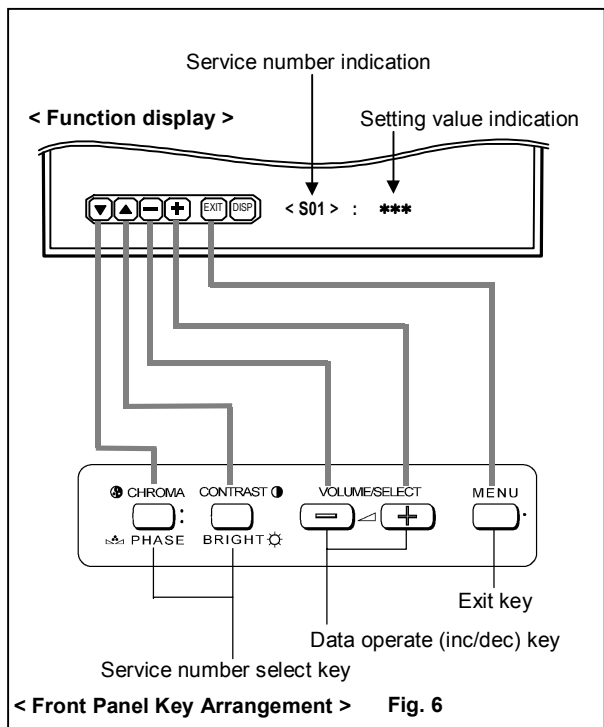 Service number indication
< Function display > Setting value indication
▼ ▲ − + EXIT DISP < S01 > : ***
CHROMA CONTRAST VOLUME/SELECT MENU
− +
PHASE BRIGHT
Exit key
Data operate (inc/dec) key
Service number select key
< Front Panel Key Arrangement > Fig. 6